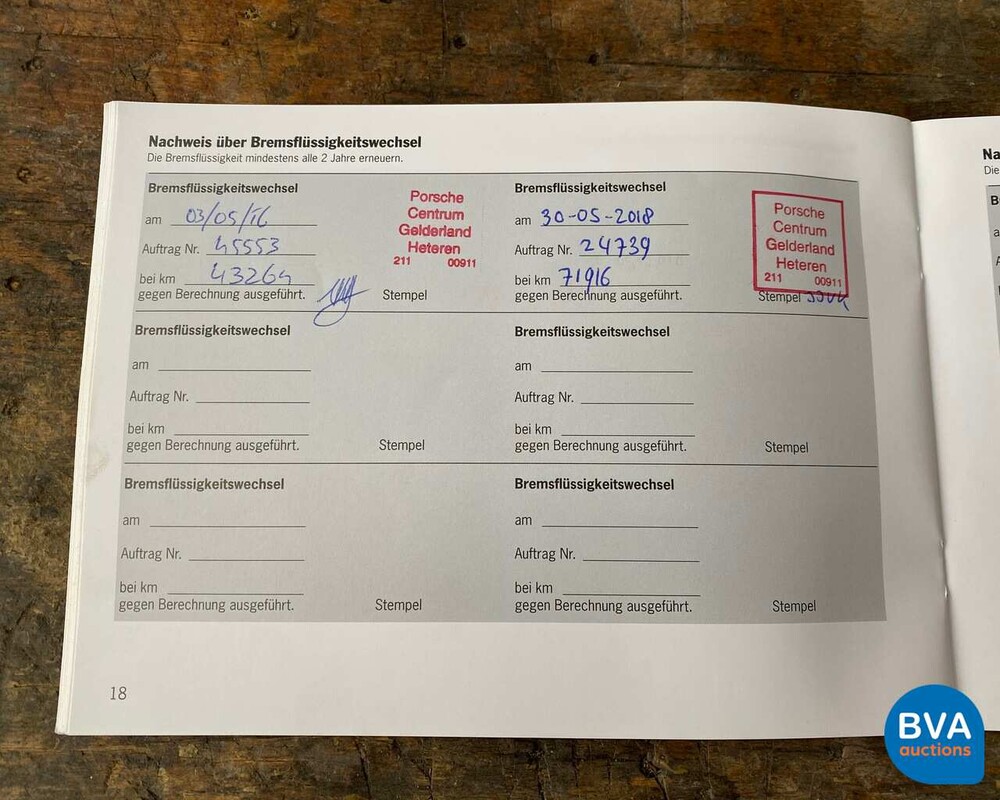 Nachweis über Bremsflüssigkeitswechsel
Die Bremsflüssigkeit mindestens alle 2 Jahre erneuern.
Bremsflüssigkeitswechsel
am 03/05/16
Auftrag Nr. 45553
bei km 43264
gegen Berechnung ausgeführt.
Stempel
Porsche
Centrum
Gelderland
Heteren
211 00911
Bremsflüssigkeitswechsel
am 30-05-2018
Auftrag Nr. 24739
bei km 71916
gegen Berechnung ausgeführt.
Stempel
Porsche
Centrum
Gelderland
Heteren
211 00911
Bremsflüssigkeitswechsel
am
Auftrag Nr.
bei km
gegen Berechnung ausgeführt.
Stempel
Bremsflüssigkeitswechsel
am
Auftrag Nr.
bei km
gegen Berechnung ausgeführt.
Stempel
Bremsflüssigkeitswechsel
am
Auftrag Nr.
bei km
gegen Berechnung ausgeführt.
Stempel
Bremsflüssigkeitswechsel
am
Auftrag Nr.
bei km
gegen Berechnung ausgeführt.
Stempel
18
Na
Die
B
BVA
auctions